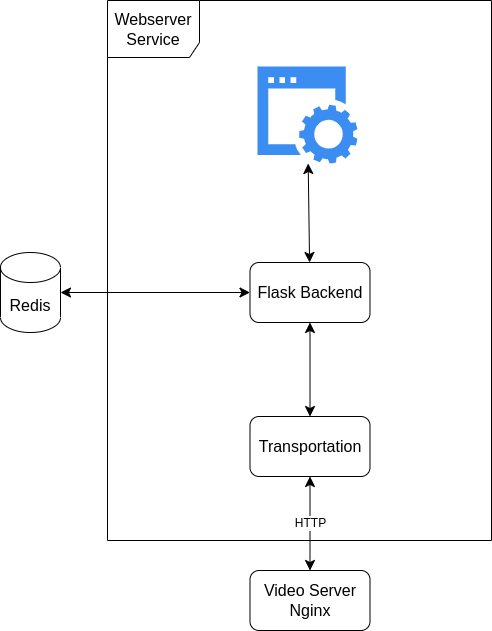 Webserver
Service
Flask Backend
Redis
Transportation
HTTP
Video Server
Nginx